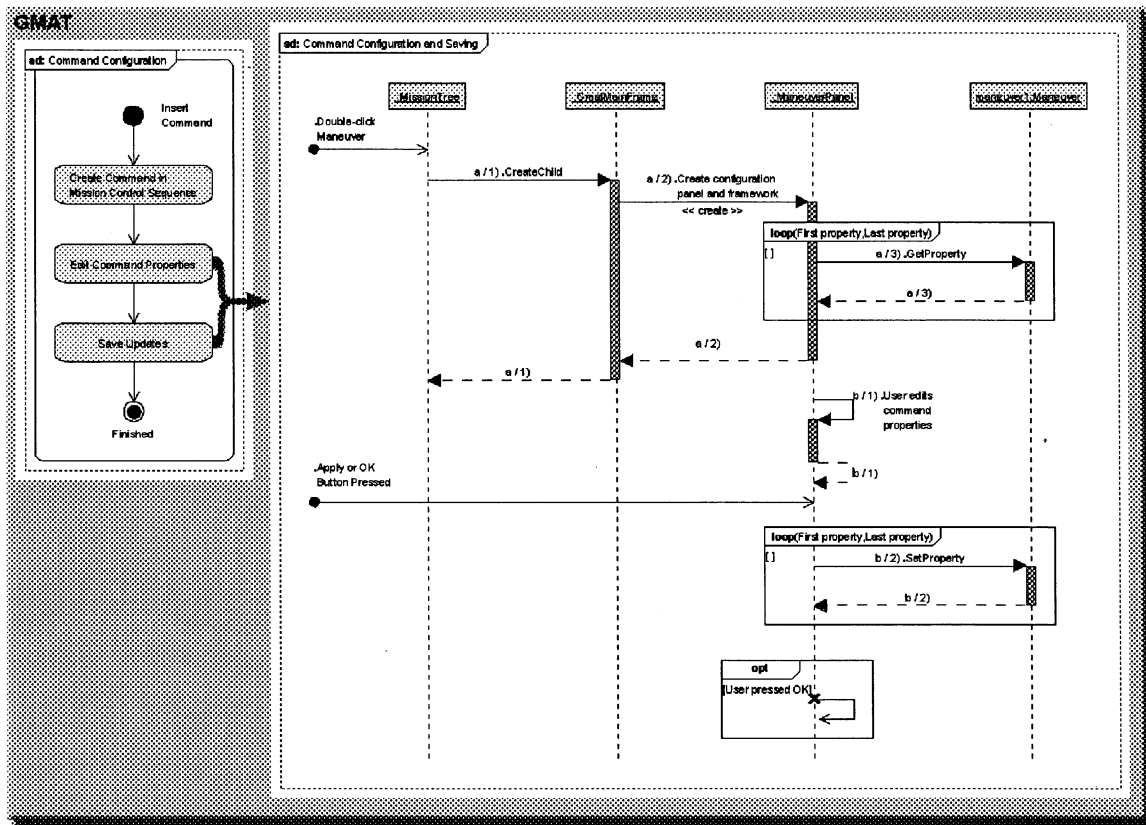 GMAT
ad: Command Configuration
Insert
Command
Create Command in
Mission Control Sequence
Edit Command Properties
Save Updates
Finished
sd: Command Configuration and Saving
:MissionTree
:GmatMainFrame
:ManeuverPanel
maneuver1:Maneuver
.Double-click
Maneuver
a / 1) .CreateChild
a / 2) .Create configuration
panel and framework
<< create >>
loop(First property,Last property)
[ ]
a / 3) .GetProperty
a / 3)
a / 2)
a / 1)
b / 1) .User edits
command
properties
b / 1)
.Apply or OK
Button Pressed
loop(First property,Last property)
[ ]
b / 2) .SetProperty
b / 2)
opt
[User pressed OK]